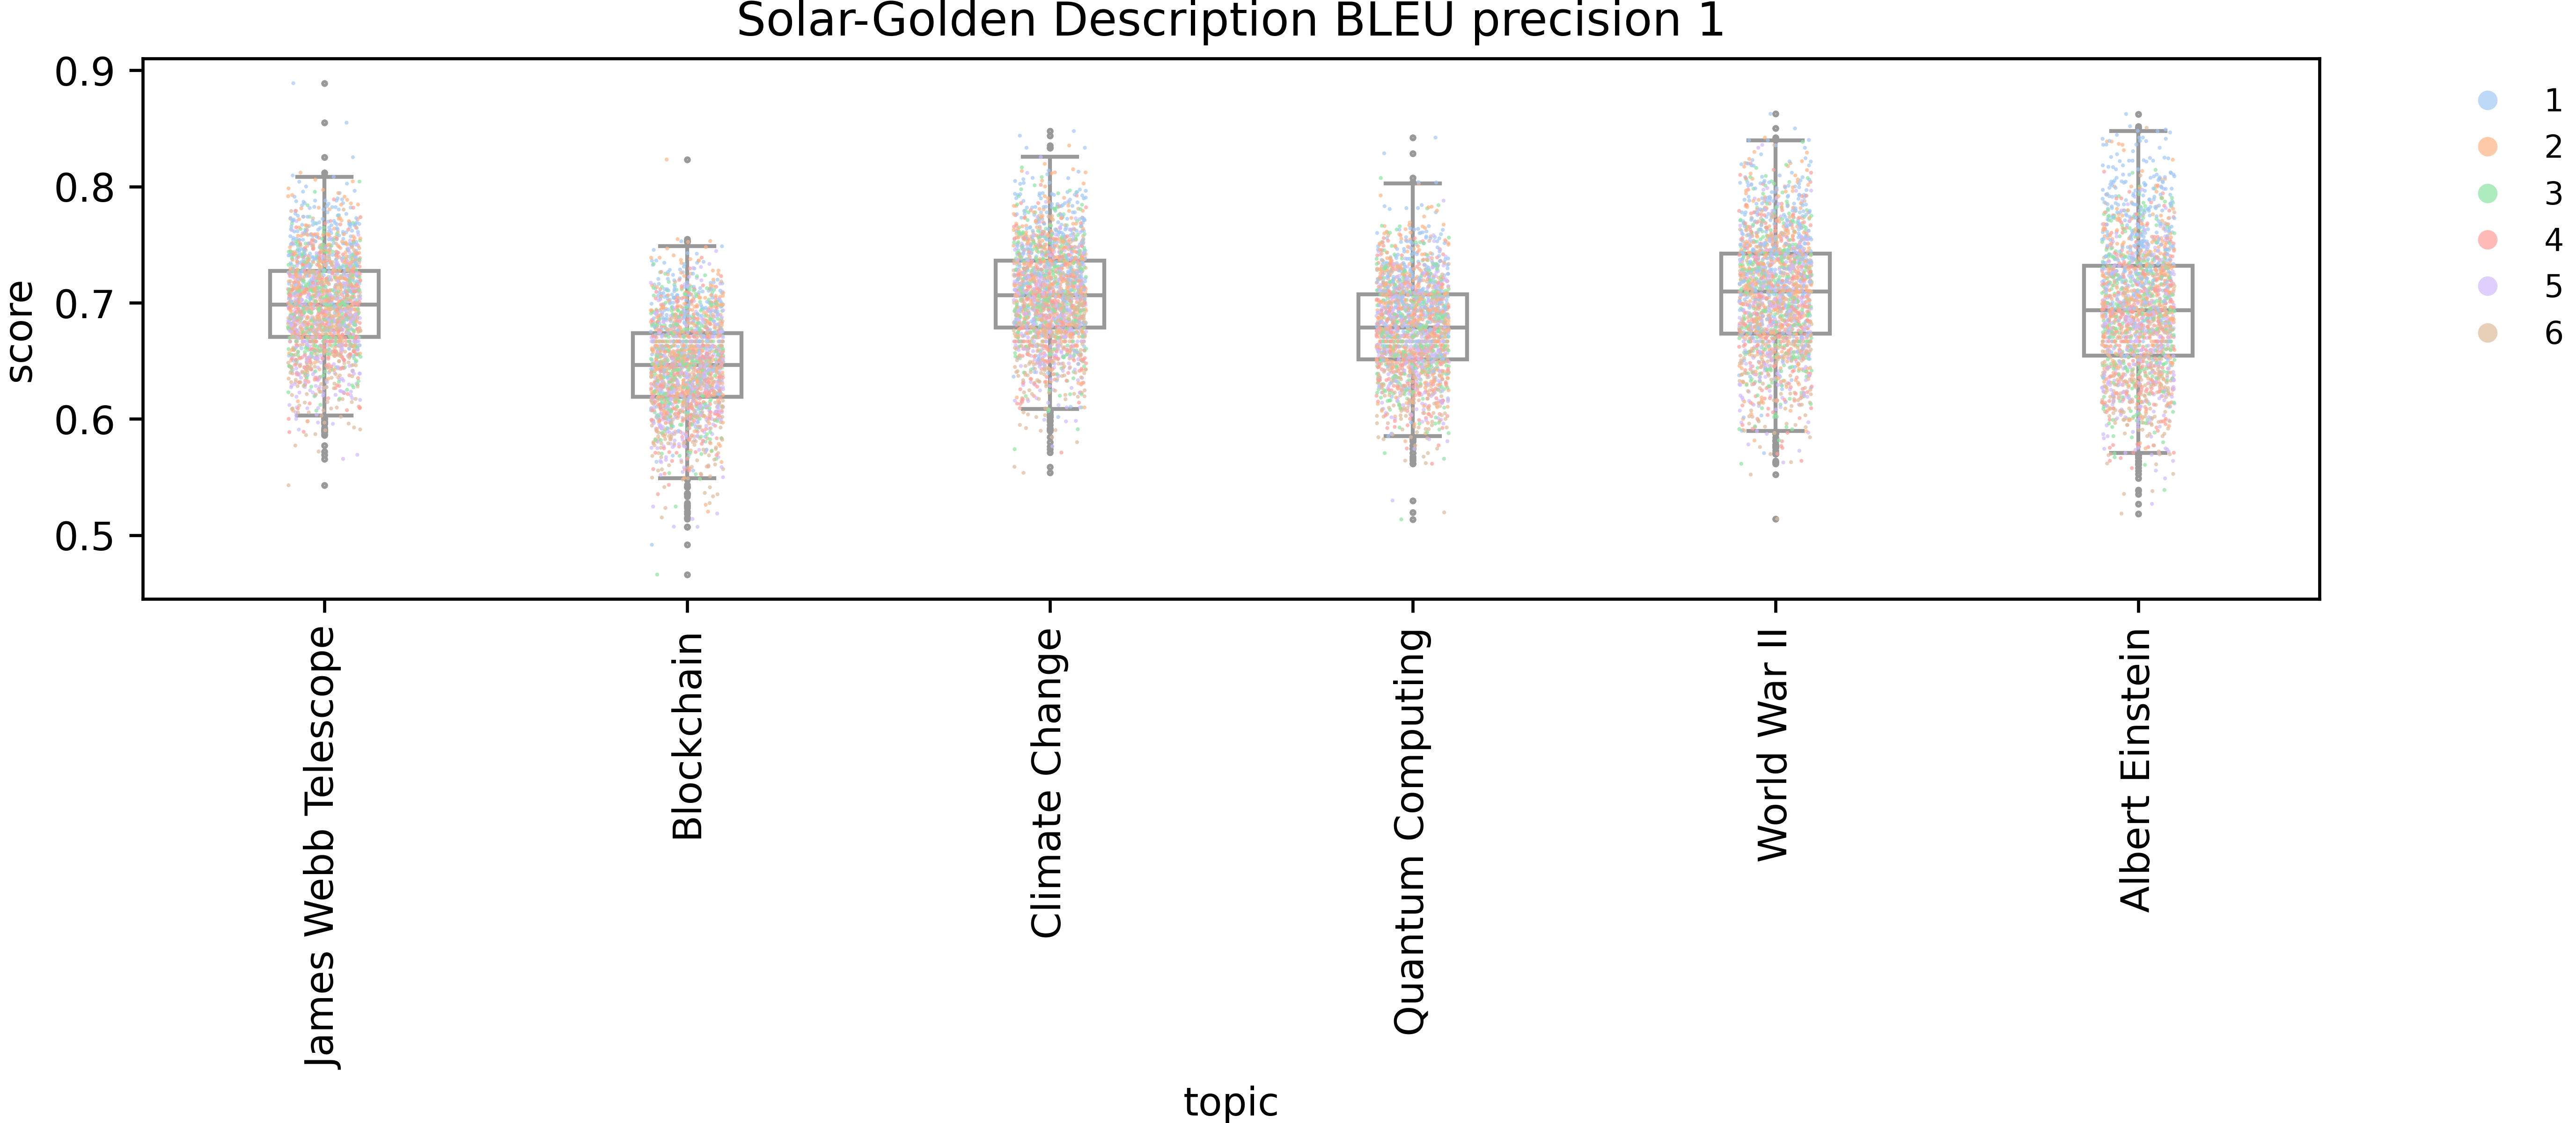 Solar-Golden Description BLEU precision 1
score
0.9
0.8
0.7
0.6
0.5
1
2
3
4
5
6
James Webb Telescope
Blockchain
Climate Change
Quantum Computing
World War II
Albert Einstein
topic